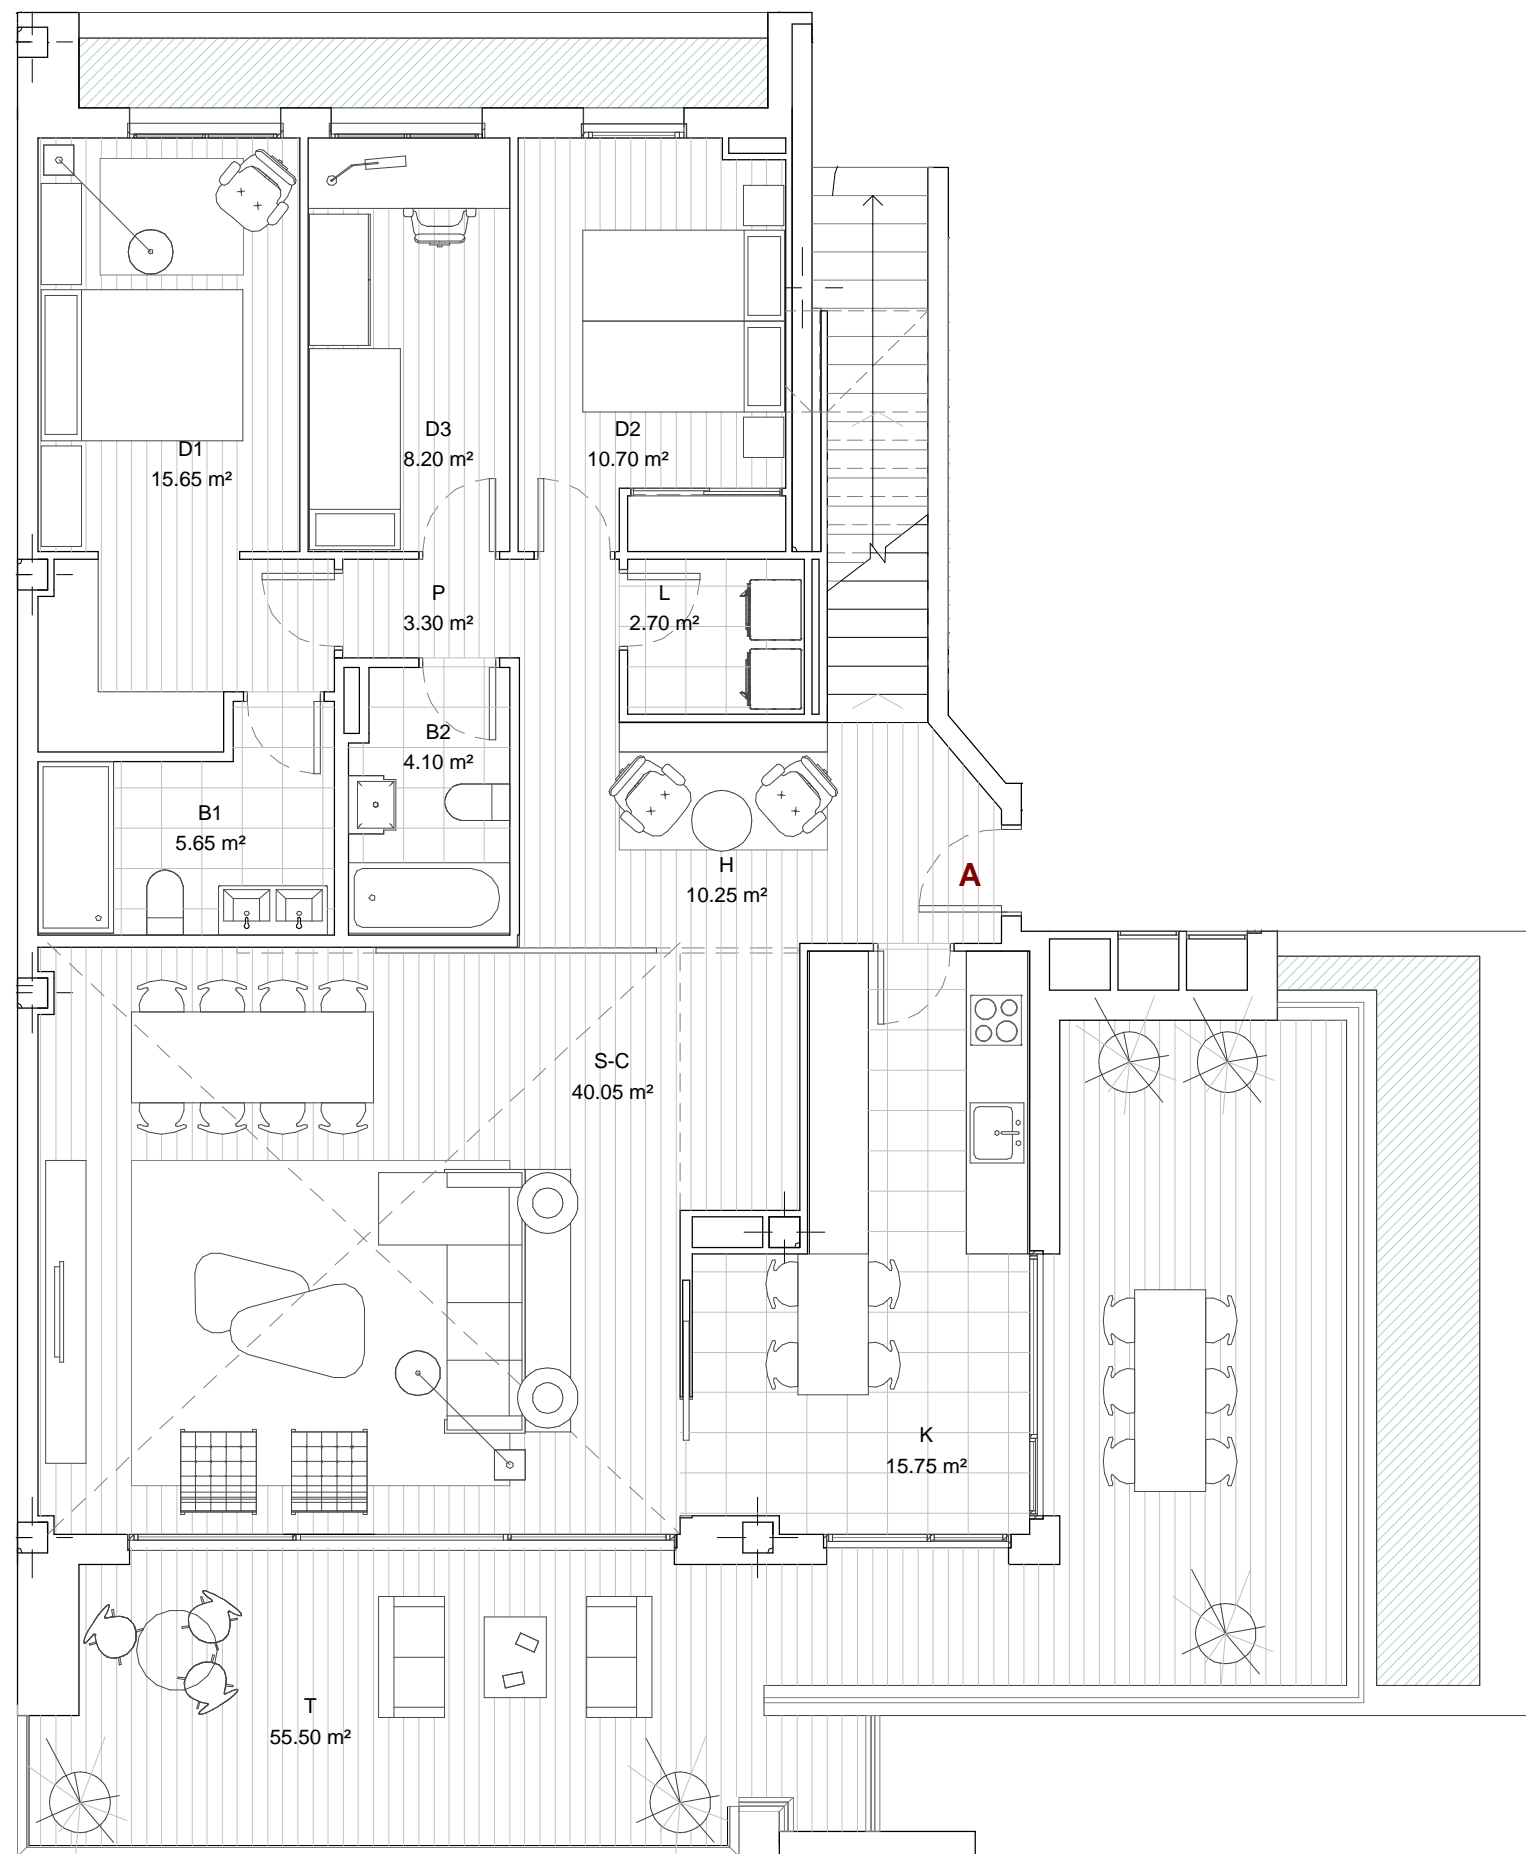 D1
15.65 m²
D3
8.20 m²
D2
10.70 m²
P
3.30 m²
L
2.70 m²
B2
4.10 m²
B1
5.65 m²
H
10.25 m²
A
S-C
40.05 m²
K
15.75 m²
T
55.50 m²